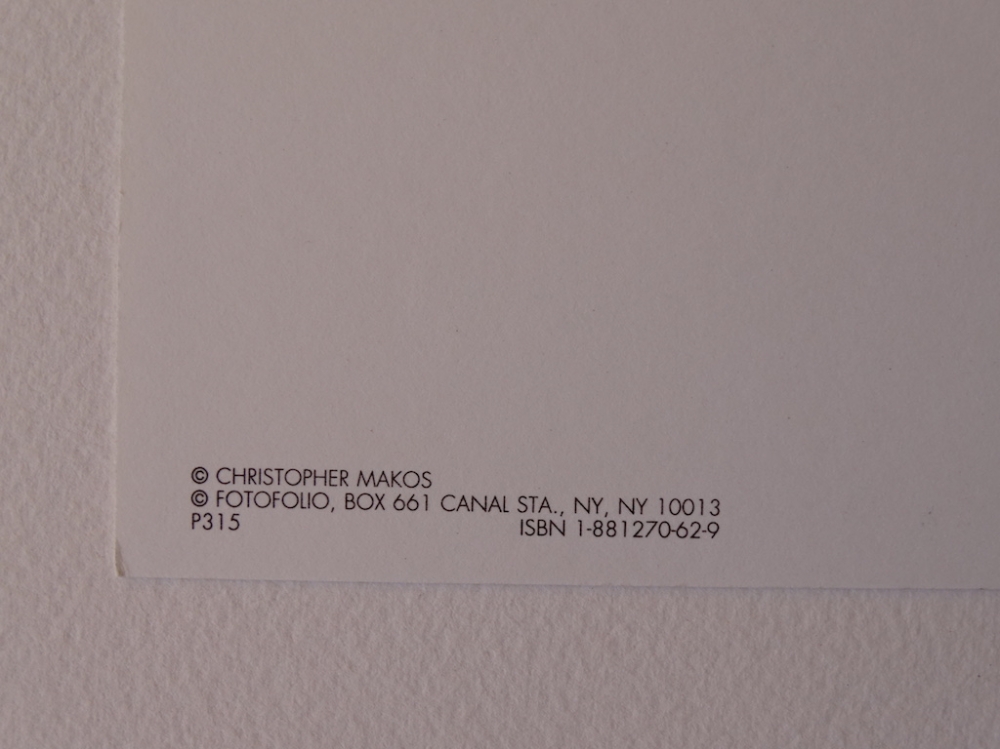 © CHRISTOPHER MAKOS
© FOTOFOLIO, BOX 661 CANAL STA., NY, NY 10013
P315 ISBN 1-881270-62-9